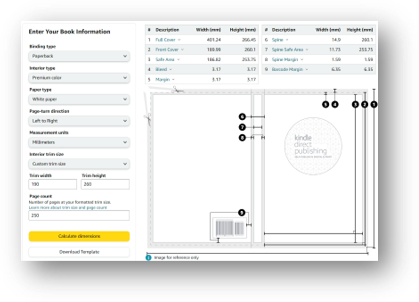 Enter Your Book Information
Binding type
Paperback
Interior type
Premium color
Paper type
White paper
Page-turn direction
Left to Right
Measurement units
Millimeters
Interior trim size
Custom trim size
Trim width Trim height
190 260
Page count
Number of pages at your formatted trim size.
Learn more about trim size and page count
250
Calculate dimensions
Download Template
# Description Width (mm) Height (mm)
1 Full Cover 401.24 266.45
2 Front Cover 189.98 260.1
3 Safe Area 186.62 253.75
4 Bleed 3.17 3.17
5 Margin 3.17 3.17
# Description Width (mm) Height (mm)
6 Spine 14.9 260.1
7 Spine Safe Area 11.73 253.75
8 Spine Margin 1.59 1.59
9 Barcode Margin 6.35 6.35
6
7
8
9
5 4 3 2 1
kindle
direct
publishing
Image for reference only